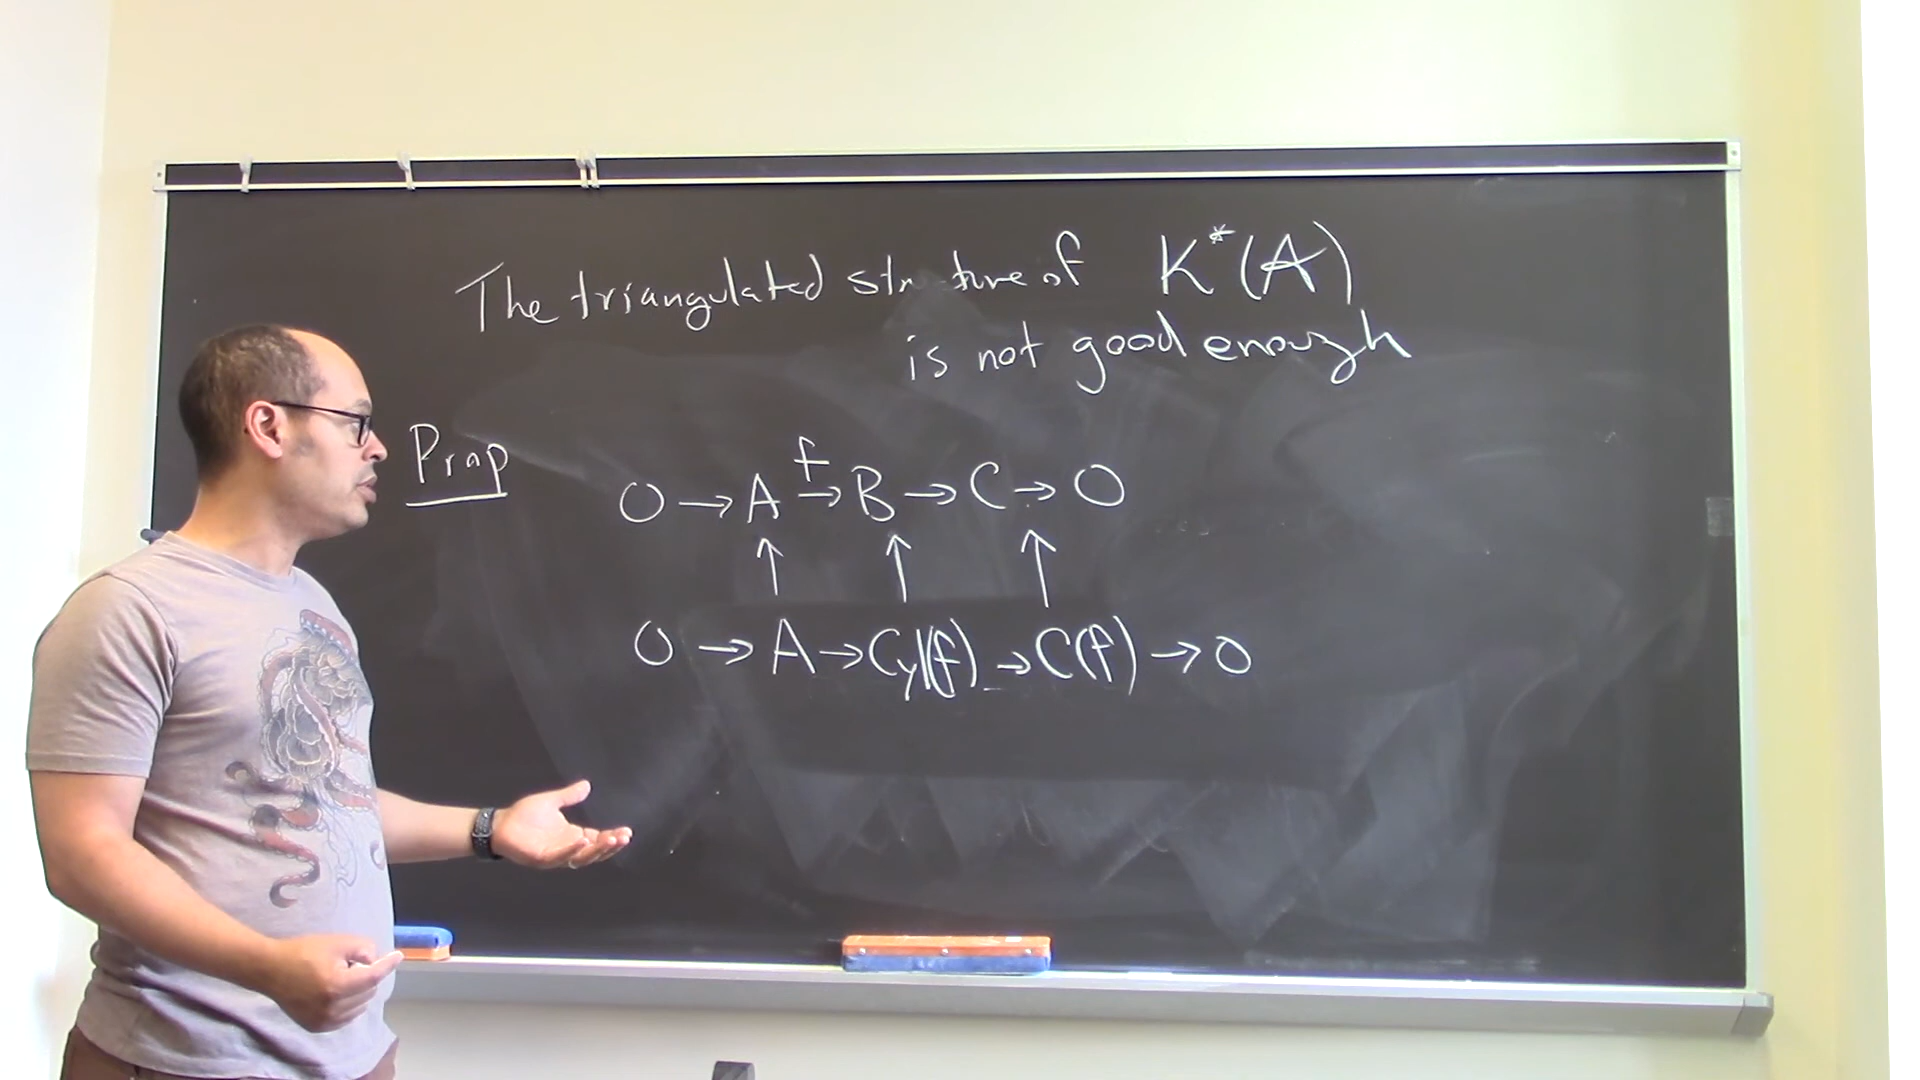 The triangulated structure of K*(A)
is not good enough
Prop
0 → A →f B → C → 0
↑ ↑ ↑
0 → A → Cyl(f) → C(f) → 0